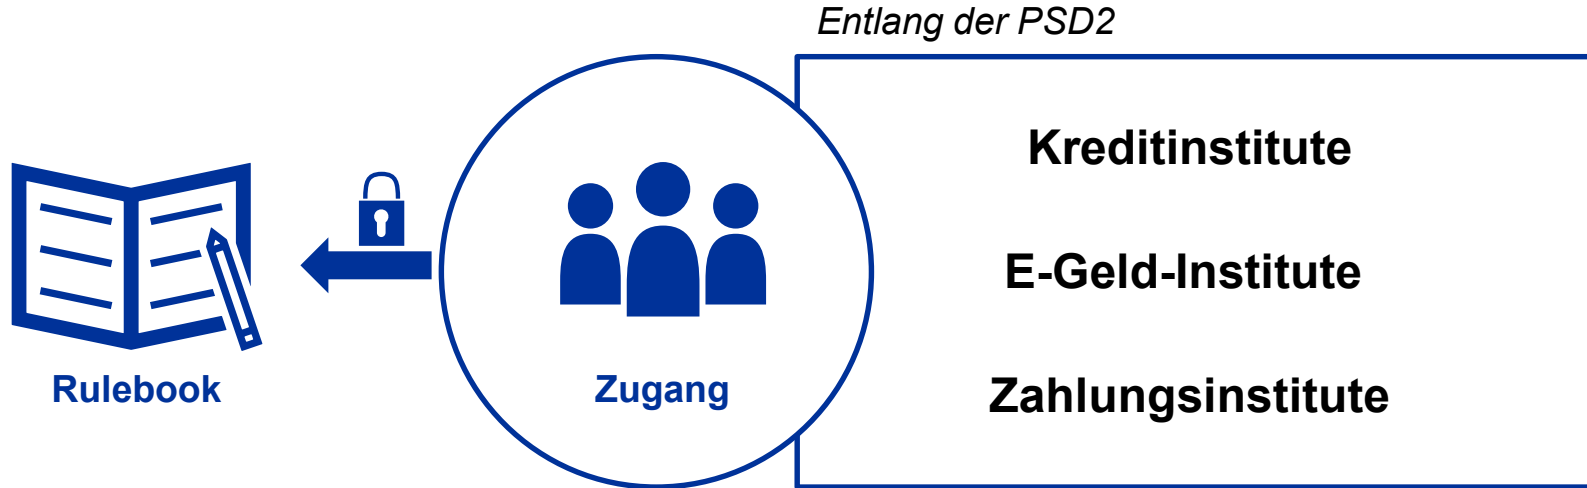 Entlang der PSD2
Kreditinstitute
E-Geld-Institute
Zahlungsinstitute
Rulebook
Zugang